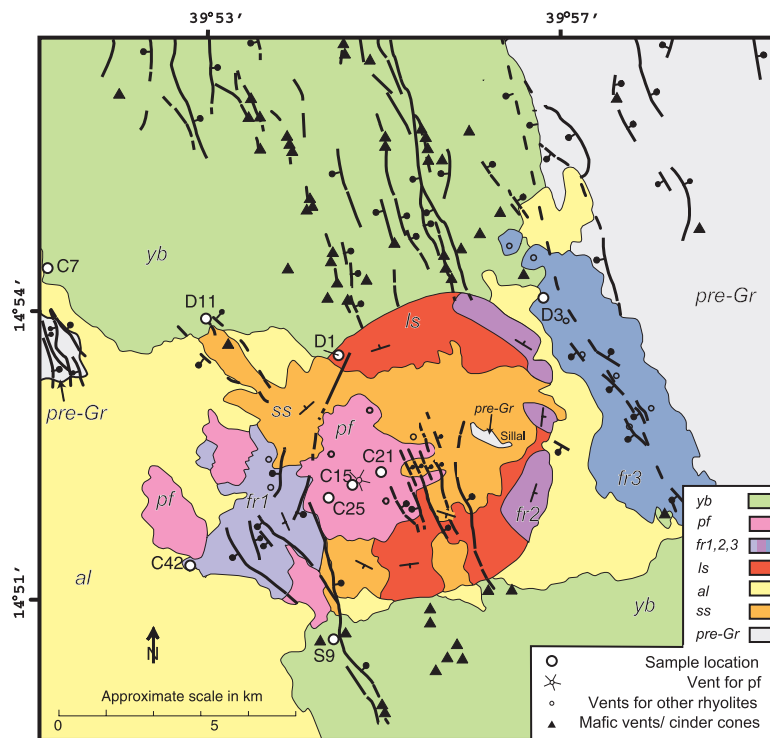 39°53′ 39°57′
yb
C7
pre-Gr
14°54′
D11
D3
ls
D1
pre-Gr
ss
pre-Gr
Sillal
pf
C21
C15
pf
fr1
C25
fr2
fr3
C42
al
14°51′
yb
S9
N
Approximate scale in km
0 5
yb
pf
fr1,2,3
ls
al
ss
pre-Gr
Sample location
Vent for pf
Vents for other rhyolites
Mafic vents/ cinder cones